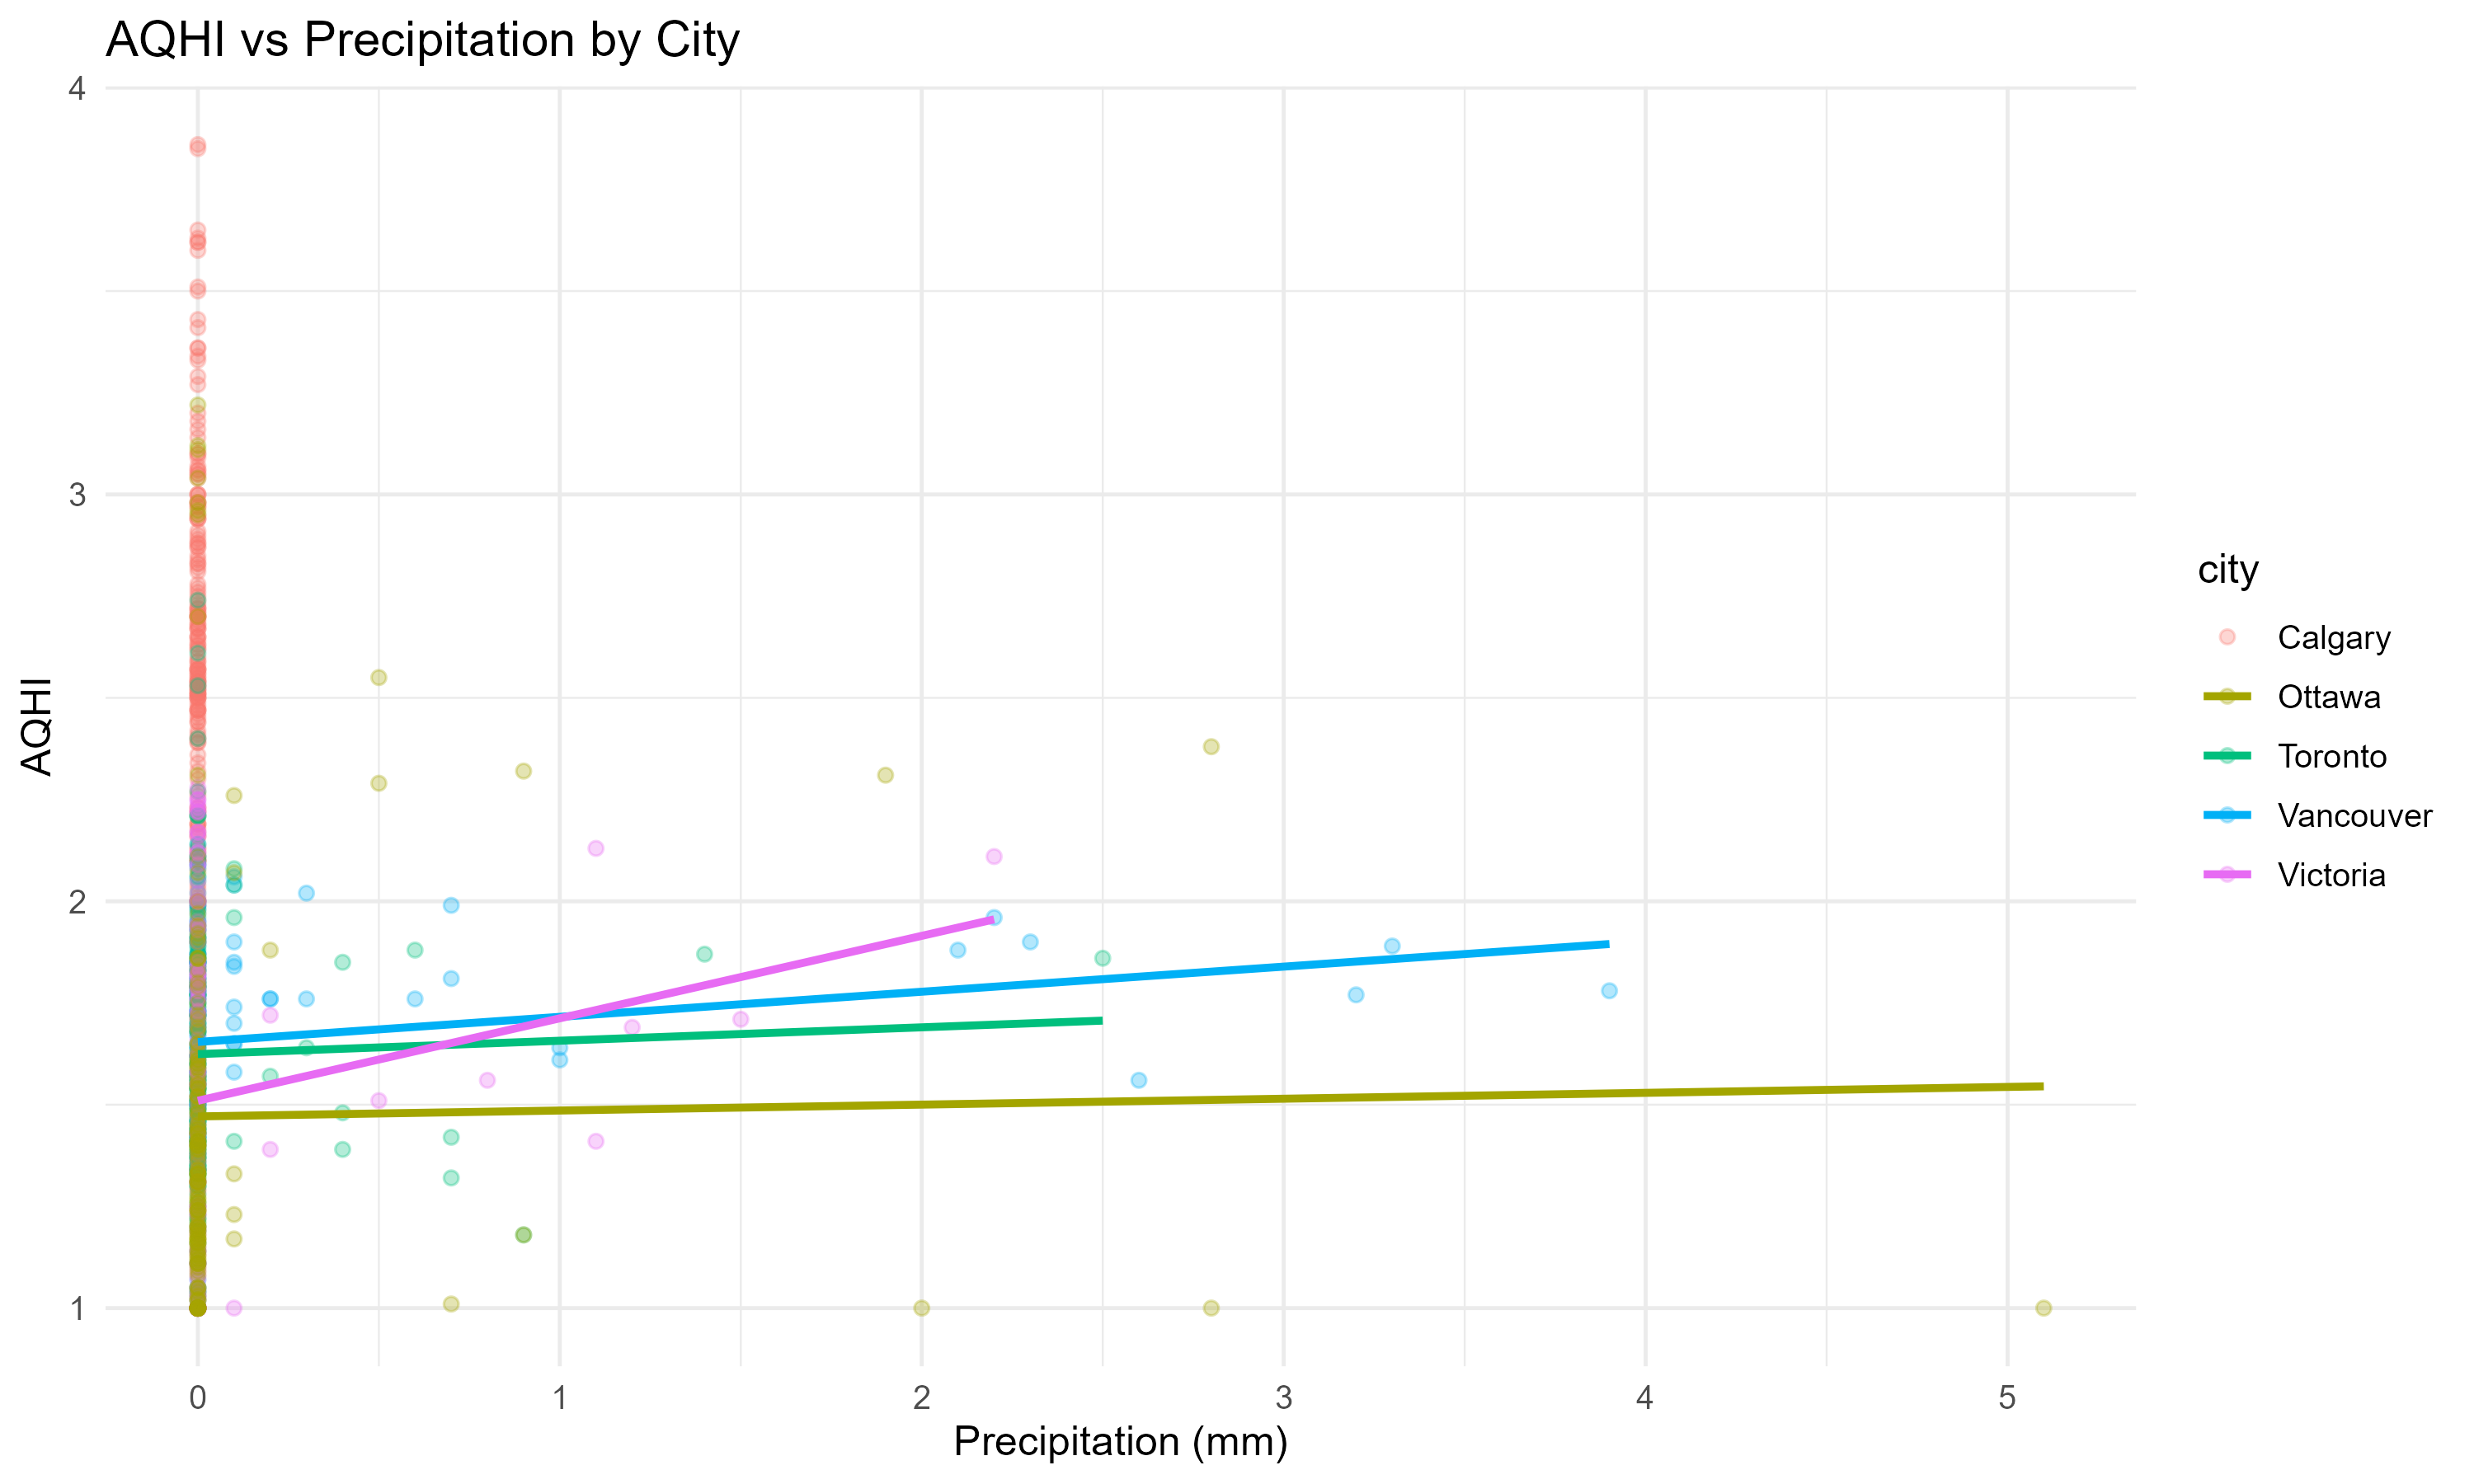 AQHI vs Precipitation by City
4
3
2
1
AQHI
0 1 2 3 4 5
Precipitation (mm)
city
Calgary
Ottawa
Toronto
Vancouver
Victoria